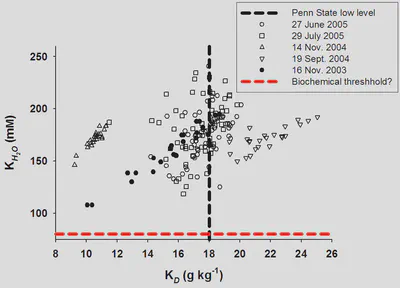 Penn State low level
27 June 2005
29 July 2005
14 Nov. 2004
19 Sept. 2004
16 Nov. 2003
Biochemical threshhold?
250
200
150
100
K_H₂O (mM)
8 10 12 14 16 18 20 22 24 26
K_D (g kg⁻¹)